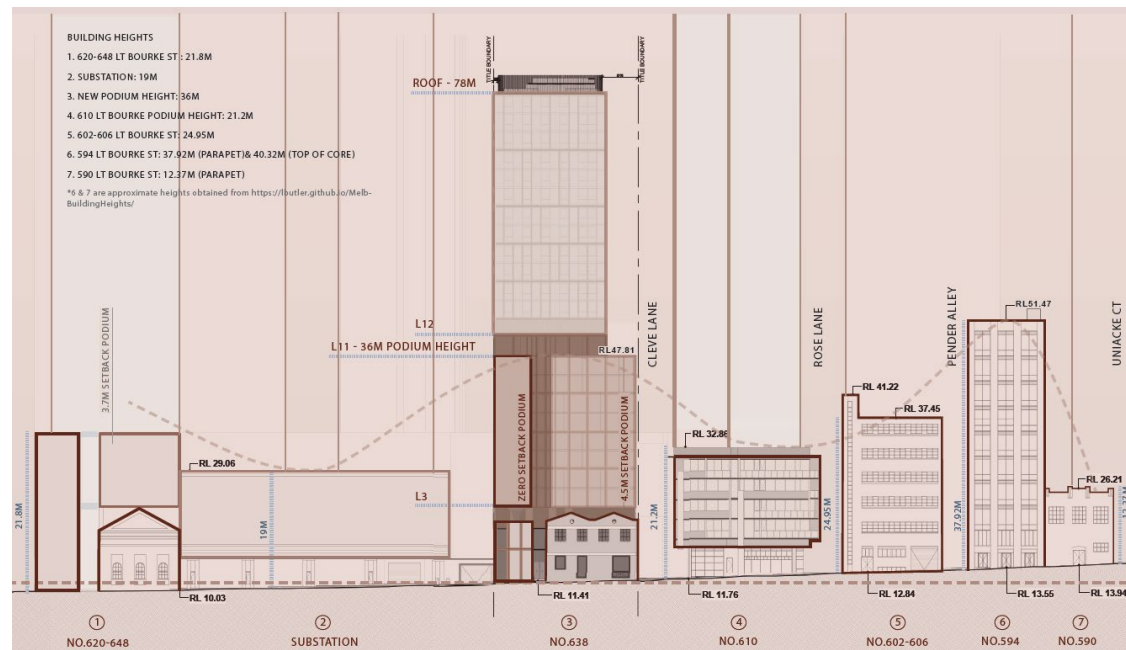 BUILDING HEIGHTS
1. 620-648 LT BOURKE ST : 21.8M
2. SUBSTATION: 19M
3. NEW PODIUM HEIGHT: 36M
4. 610 LT BOURKE PODIUM HEIGHT: 21.2M
5. 602-606 LT BOURKE ST: 24.95M
6. 594 LT BOURKE ST: 37.92M (PARAPET)& 40.32M (TOP OF CORE)
7. 590 LT BOURKE ST: 12.37M (PARAPET)
*6 & 7 are approximate heights obtained from https://lbutler.github.io/Melb-
BuildingHeights/
TITLE BOUNDARY
TITLE BOUNDARY
ROOF - 78M
L12
L11 - 36M PODIUM HEIGHT
RL47.81
L3
ZERO SETBACK PODIUM
4.5M SETBACK PODIUM
3.7M SETBACK PODIUM
CLEVE LANE
ROSE LANE
PENDER ALLEY
UNIACKE CT
RL51.47
RL 41.22
RL 37.45
RL 32.86
RL 29.06
RL 26.21
21.8M
19M
21.2M
24.95M
37.92M
12.37M
RL 10.03
RL 11.41
RL 11.76
RL 12.84
RL 13.55
RL 13.94
1
NO.620-648
2
SUBSTATION
3
NO.638
4
NO.610
5
NO.602-606
6
NO.594
7
NO.590